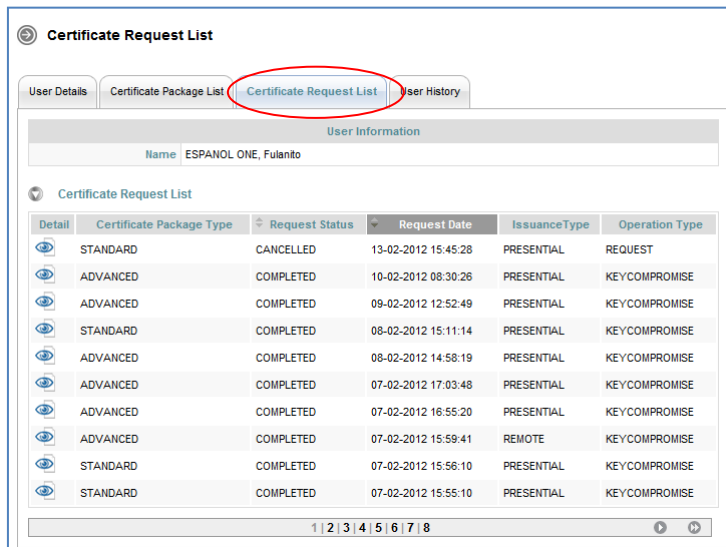 Certificate Request List
User Details Certificate Package List Certificate Request List User History
User Information
Name ESPANOL ONE, Fulanito
Certificate Request List
Detail Certificate Package Type Request Status Request Date IssuanceType Operation Type
STANDARD CANCELLED 13-02-2012 15:45:28 PRESENTIAL REQUEST
ADVANCED COMPLETED 10-02-2012 08:30:26 PRESENTIAL KEYCOMPROMISE
ADVANCED COMPLETED 09-02-2012 12:52:49 PRESENTIAL KEYCOMPROMISE
STANDARD COMPLETED 08-02-2012 15:11:14 PRESENTIAL KEYCOMPROMISE
ADVANCED COMPLETED 08-02-2012 14:58:19 PRESENTIAL KEYCOMPROMISE
ADVANCED COMPLETED 07-02-2012 17:03:48 PRESENTIAL KEYCOMPROMISE
ADVANCED COMPLETED 07-02-2012 16:55:20 PRESENTIAL KEYCOMPROMISE
ADVANCED COMPLETED 07-02-2012 15:59:41 REMOTE KEYCOMPROMISE
STANDARD COMPLETED 07-02-2012 15:56:10 PRESENTIAL KEYCOMPROMISE
STANDARD COMPLETED 07-02-2012 15:55:10 PRESENTIAL KEYCOMPROMISE
1 | 2 | 3 | 4 | 5 | 6 | 7 | 8